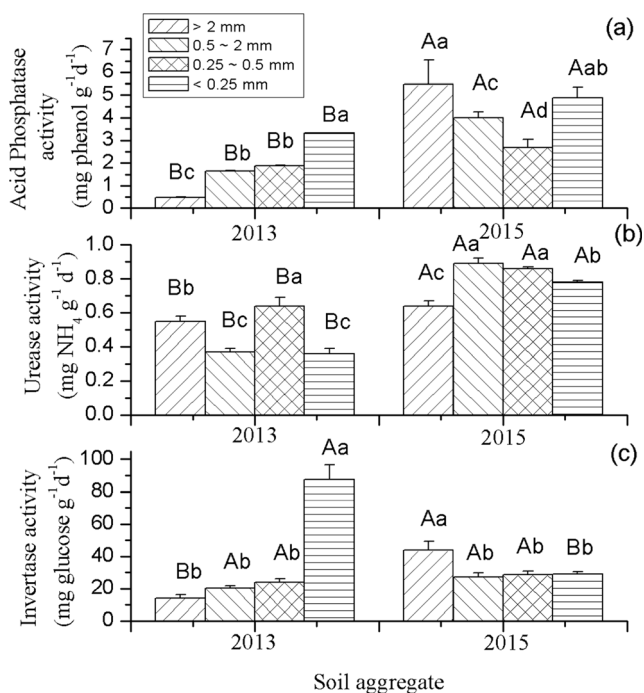 (a)
> 2 mm
0.5 ~ 2 mm
0.25 ~ 0.5 mm
< 0.25 mm
Acid Phosphatase
activity
(mg phenol g-1d-1)
7
6
5
4
3
2
1
0
Bc
Bb
Bb
Ba
Aa
Ac
Ad
Aab
2013
2015
(b)
Urease activity
(mg NH4 g-1 d-1)
1.0
0.8
0.6
0.4
0.2
0.0
Bb
Bc
Ba
Bc
Ac
Aa
Aa
Ab
2013
2015
(c)
Invertase activity
(mg glucose g-1d-1)
100
80
60
40
20
0
Bb
Ab
Ab
Aa
Aa
Ab
Ab
Bb
2013
2015
Soil aggregate